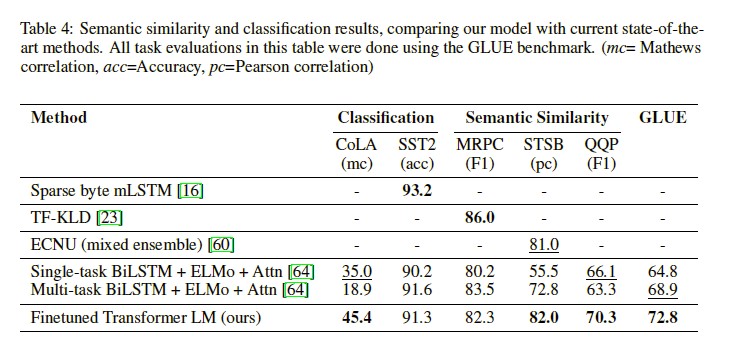 Table 4: Semantic similarity and classification results, comparing our model with current state-of-the-
art methods. All task evaluations in this table were done using the GLUE benchmark. (mc= Mathews
correlation, acc=Accuracy, pc=Pearson correlation)
Method Classification Semantic Similarity GLUE
CoLA SST2 MRPC STSB QQP
(mc) (acc) (F1) (pc) (F1)
Sparse byte mLSTM [16] - 93.2 - - - -
TF-KLD [23] - - 86.0 - - -
ECNU (mixed ensemble) [60] - - - 81.0 - -
Single-task BiLSTM + ELMo + Attn [64] 35.0 90.2 80.2 55.5 66.1 64.8
Multi-task BiLSTM + ELMo + Attn [64] 18.9 91.6 83.5 72.8 63.3 68.9
Finetuned Transformer LM (ours) 45.4 91.3 82.3 82.0 70.3 72.8